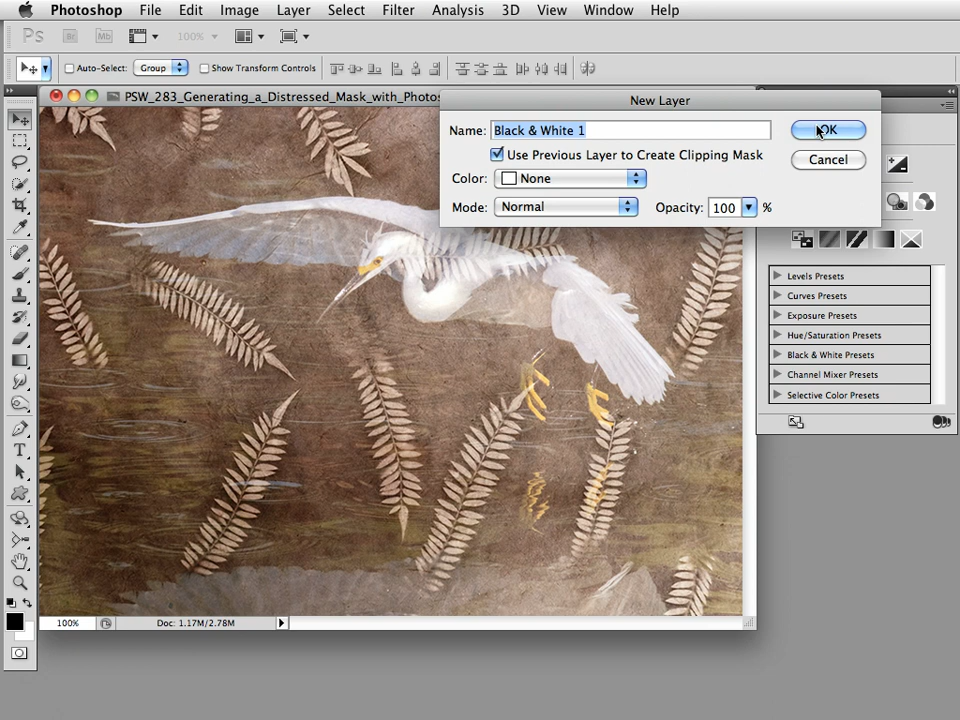 Photoshop File Edit Image Layer Select Filter Analysis 3D View Window Help
Ps Br Mb 100%
Auto-Select: Group Show Transform Controls
PSW_283_Generating_a_Distressed_Mask_with_Photos
New Layer
Name: Black & White 1 OK
Use Previous Layer to Create Clipping Mask
Cancel
Color: None
Mode: Normal Opacity: 100 %
Levels Presets
Curves Presets
Exposure Presets
Hue/Saturation Presets
Black & White Presets
Channel Mixer Presets
Selective Color Presets
T
100% Doc: 1.17M/2.78M